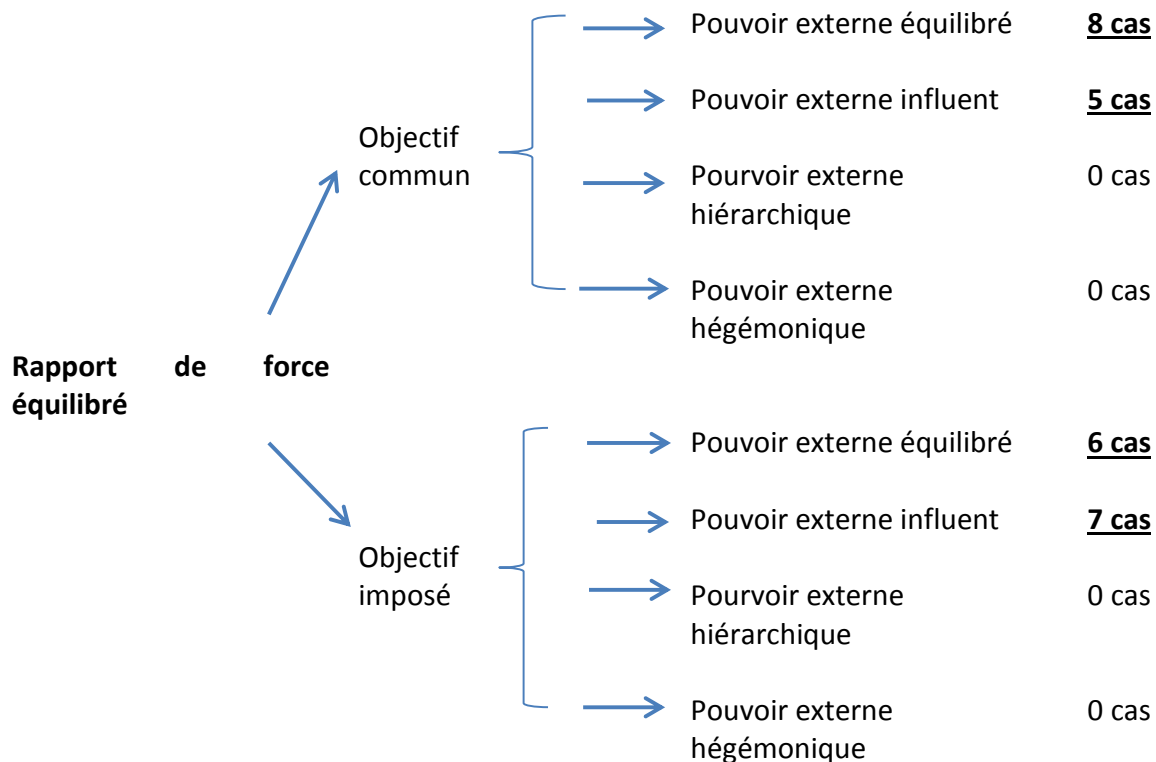 Pouvoir externe équilibré 8 cas
Pouvoir externe influent 5 cas
Objectif
commun
Pourvoir externe 0 cas
hiérarchique
Pouvoir externe 0 cas
hégémonique
Rapport de force
équilibré
Pouvoir externe équilibré 6 cas
Pouvoir externe influent 7 cas
Objectif
imposé
Pourvoir externe 0 cas
hiérarchique
Pouvoir externe 0 cas
hégémonique